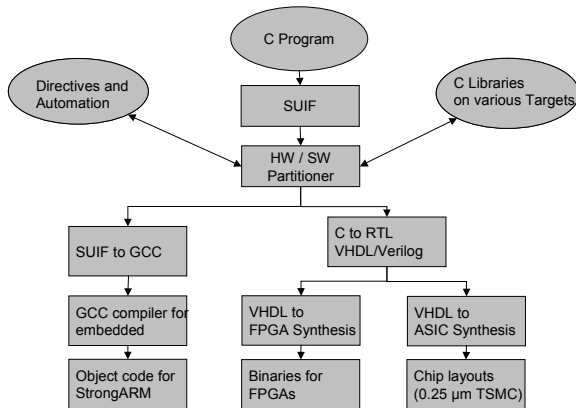 C Program
Directives and
Automation
C Libraries
on various Targets
SUIF
HW / SW
Partitioner
SUIF to GCC
C to RTL
VHDL/Verilog
GCC compiler for
embedded
VHDL to
FPGA Synthesis
VHDL to
ASIC Synthesis
Object code for
StrongARM
Binaries for
FPGAs
Chip layouts
(0.25 µm TSMC)